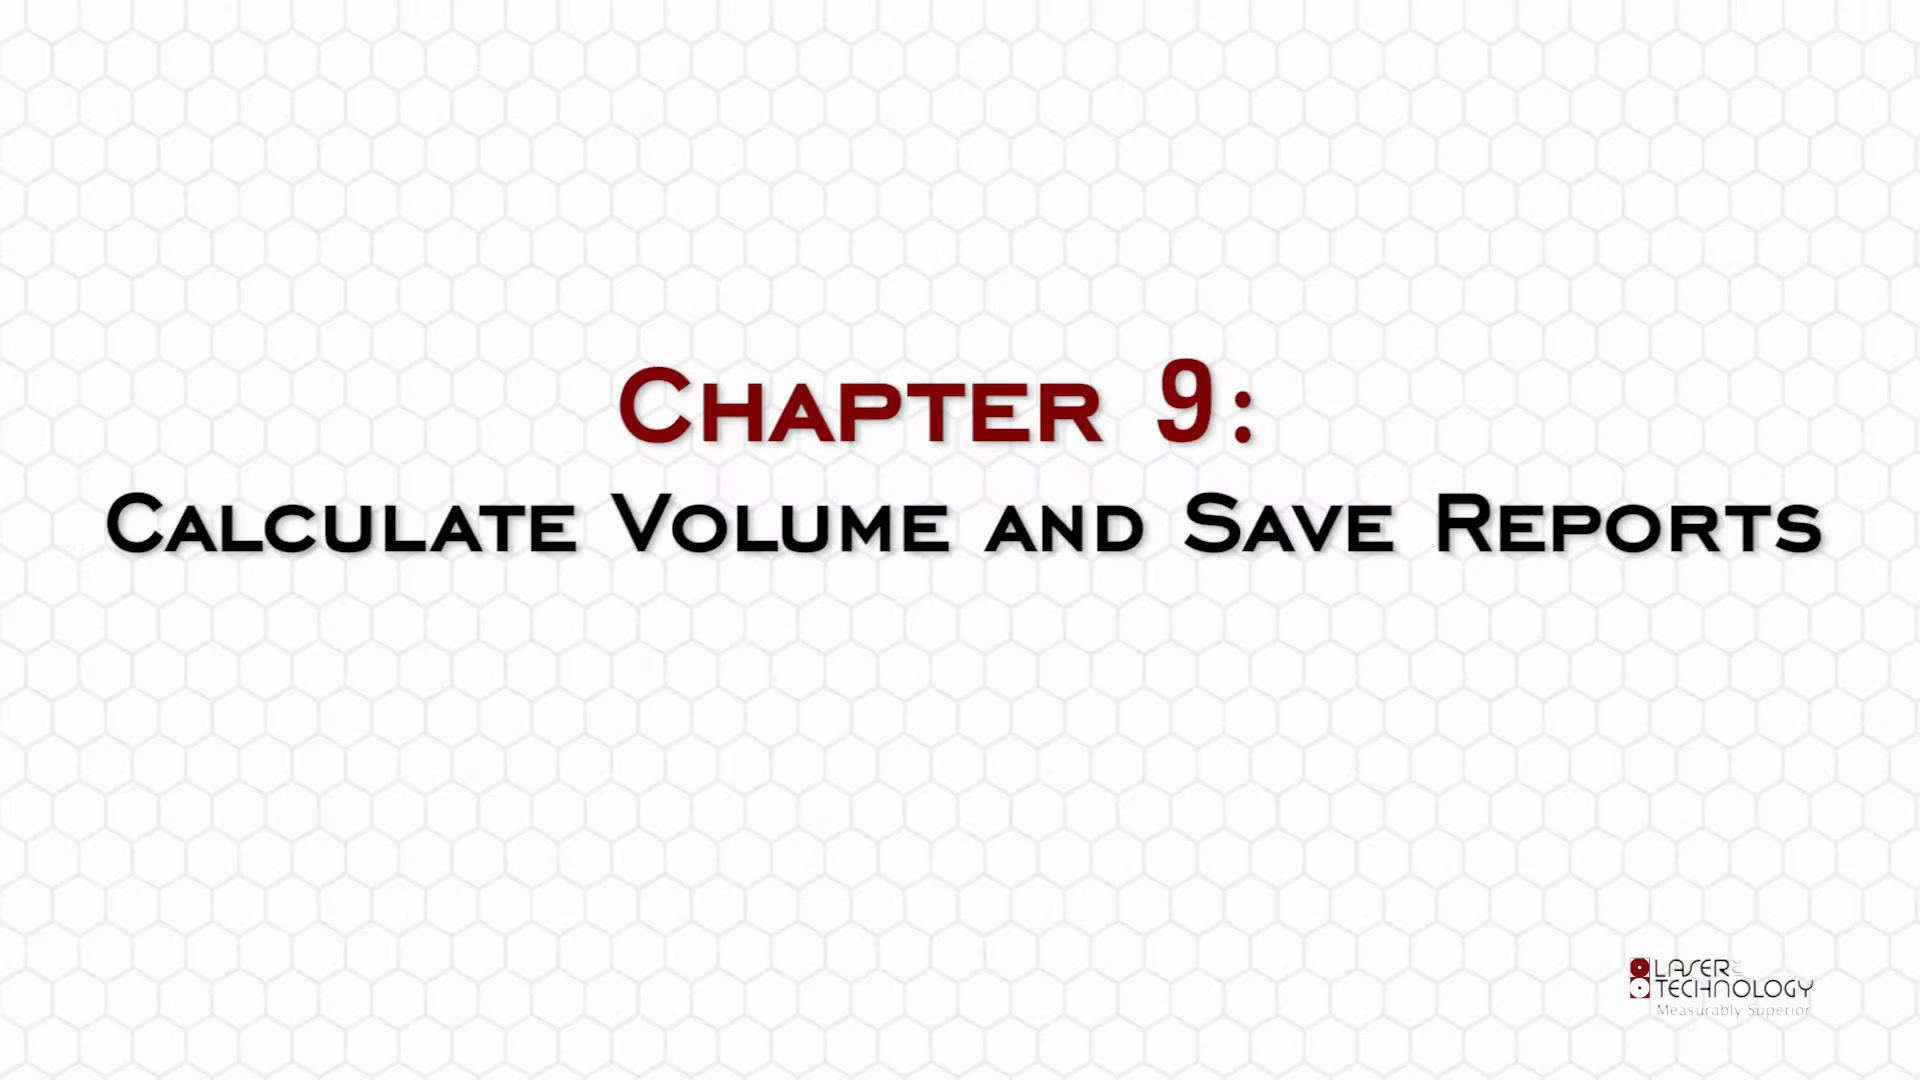 Chapter 9:
Calculate Volume and Save Reports
LASER
TECHNOLOGY
Measurably Superior